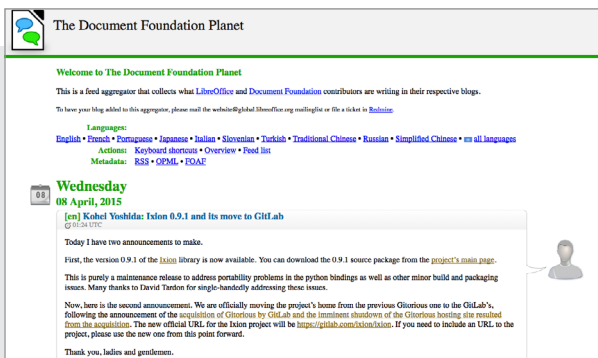 The Document Foundation Planet
Welcome to The Document Foundation Planet
This is a feed aggregator that collects what LibreOffice and Document Foundation contributors are writing in their respective blogs.
To have your blog added to this aggregator, please mail the website@global.libreoffice.org mailinglist or file a ticket in Redmine.
Languages:
English • French • Portuguese • Japanese • Italian • Slovenian • Turkish • Traditional Chinese • Russian • Simplified Chinese • all languages
Actions: Keyboard shortcuts • Overview • Feed list
Metadata: RSS • OPML • FOAF
08
Wednesday
08 April, 2015
[en] Kohei Yoshida: Ixion 0.9.1 and its move to GitLab
01:24 UTC
Today I have two announcements to make.
First, the version 0.9.1 of the Ixion library is now available. You can download the 0.9.1 source package from the project's main page.
This is purely a maintenance release to address portability problems in the python bindings as well as other minor build and packaging
issues. Many thanks to David Tardon for single-handedly addressing these issues.
Now, here is the second announcement. We are officially moving the project's home from the previous Gitorious one to the GitLab's,
following the announcement of the acquisition of Gitorious by GitLab and the imminent shutdown of the Gitorious hosting site resulted
from the acquisition. The new official URL for the Ixion project will be https://gitlab.com/ixion/ixion. If you need to include an URL to the
project, please use the new one from this point forward.
Thank you, ladies and gentlemen.